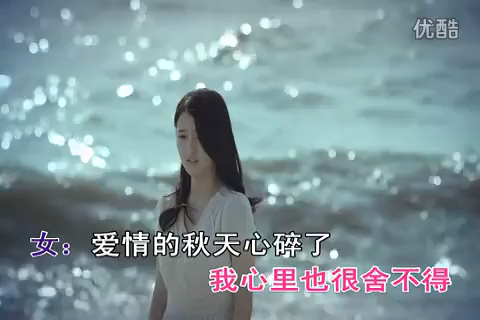 优酷
女：爱情的秋天心碎了
我心里也很舍不得